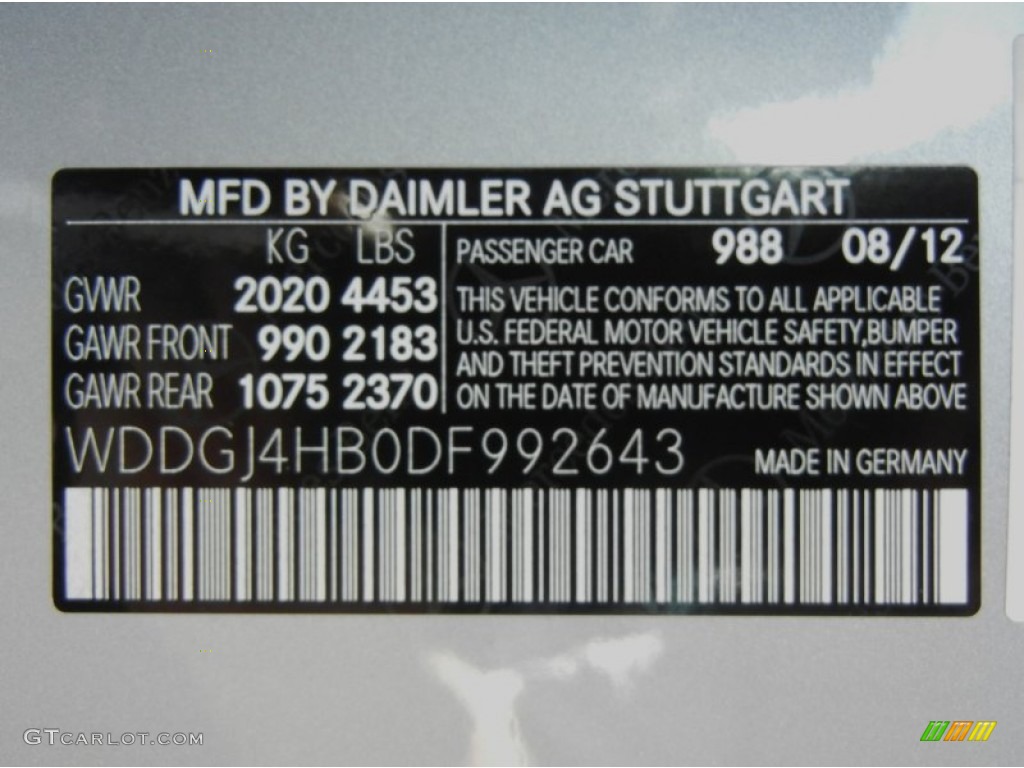 MFD BY DAIMLER AG STUTTGART
KG LBS
GVWR 2020 4453
GAWR FRONT 990 2183
GAWR REAR 1075 2370
PASSENGER CAR 988 08/12
THIS VEHICLE CONFORMS TO ALL APPLICABLE
U.S. FEDERAL MOTOR VEHICLE SAFETY,BUMPER
AND THEFT PREVENTION STANDARDS IN EFFECT
ON THE DATE OF MANUFACTURE SHOWN ABOVE
WDDGJ4HB0DF992643 MADE IN GERMANY
GTCARLOT.COM